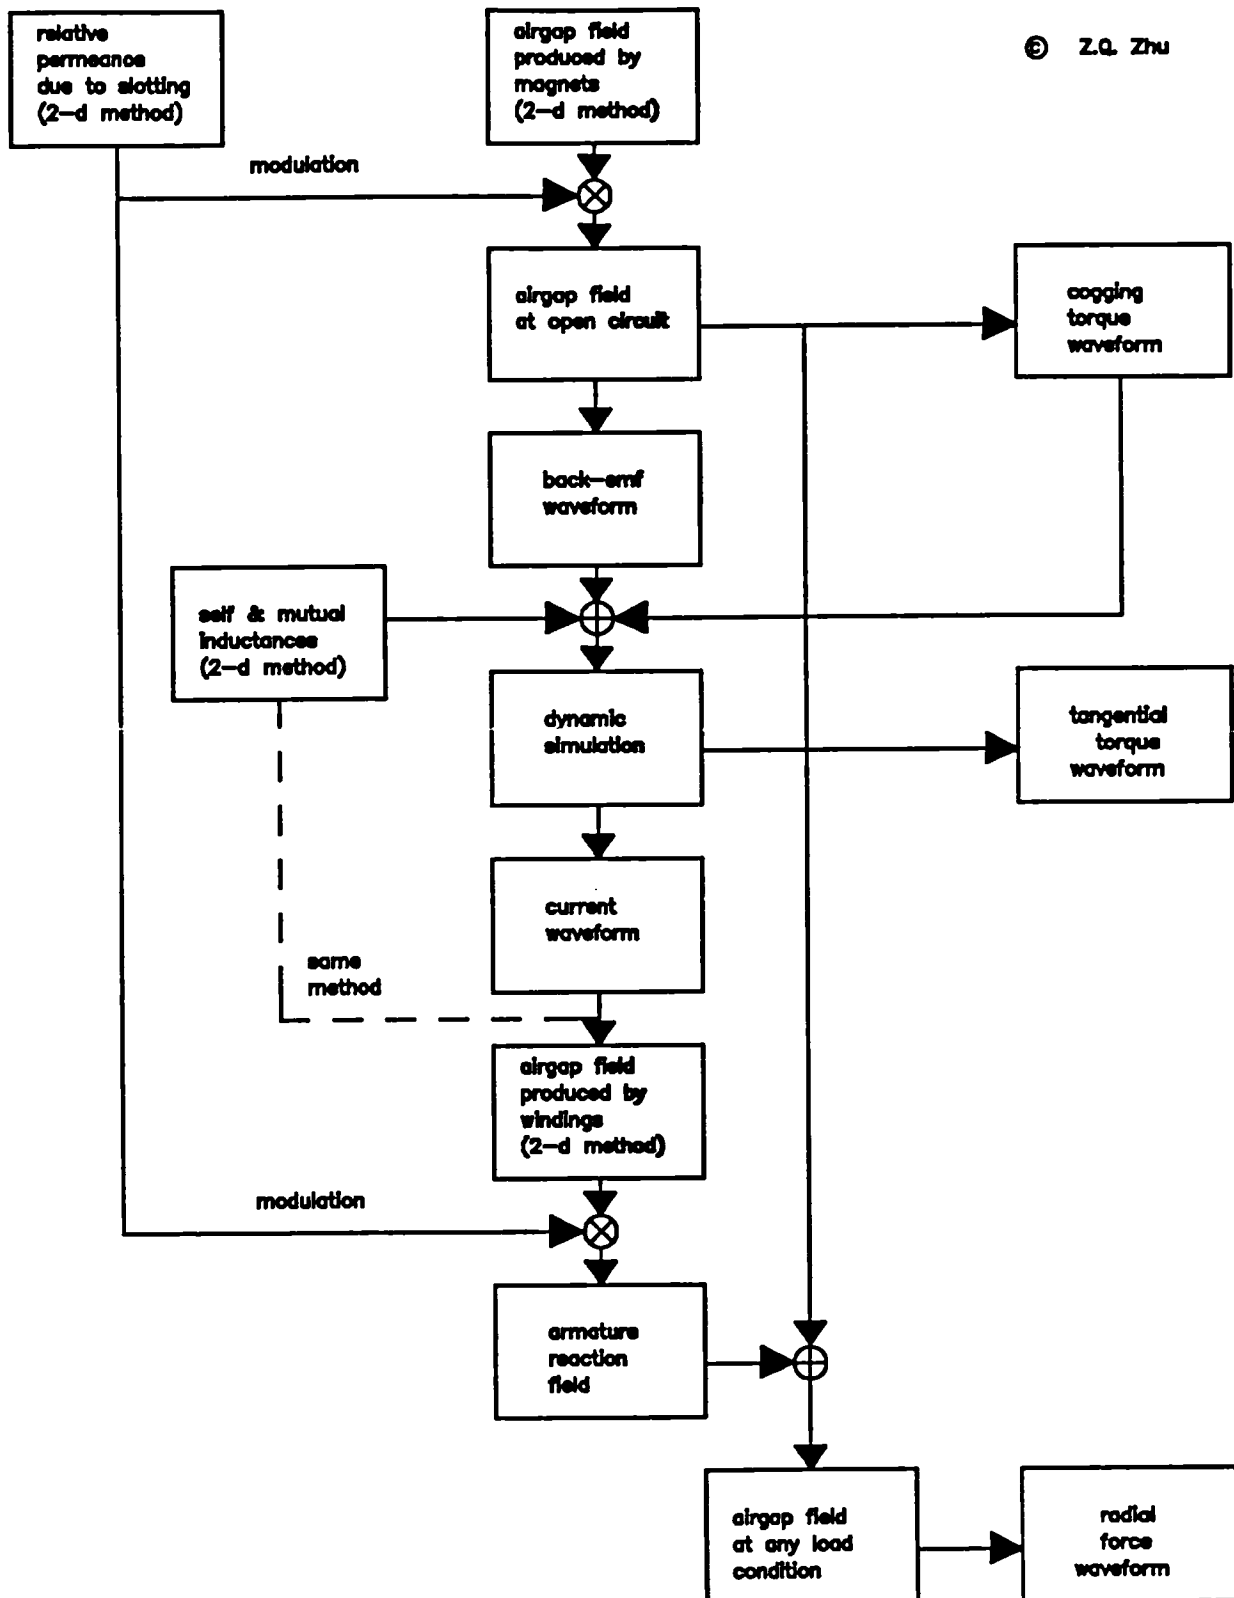 relative
permeance
due to slotting
(2-d method)
airgap field
produced by
magnets
(2-d method)
© Z.Q. Zhu
modulation
airgap field
at open circuit
cogging
torque
waveform
back-emf
waveform
self & mutual
inductances
(2-d method)
dynamic
simulation
tangential
torque
waveform
current
waveform
same
method
airgap field
produced by
windings
(2-d method)
modulation
armature
reaction
field
airgap field
at any load
condition
radial
force
waveform